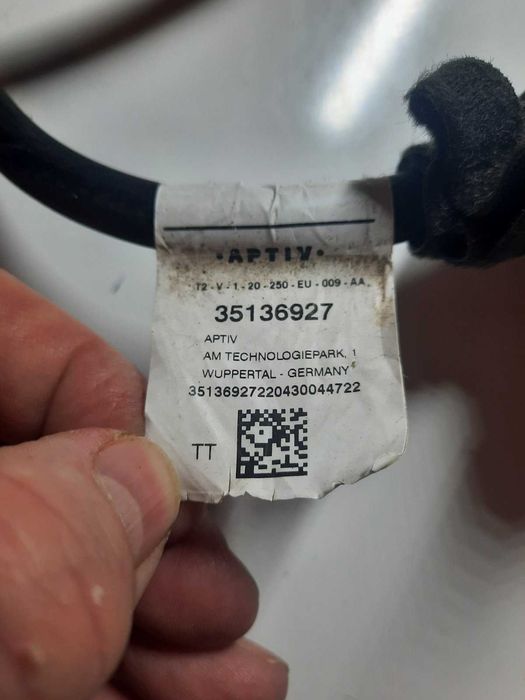 ·APTIV·
T2 - V - 1 - 20 - 250 - EU - 009 - AA
35136927
APTIV
AM TECHNOLOGIEPARK, 1
WUPPERTAL - GERMANY
35136927220430044722
TT